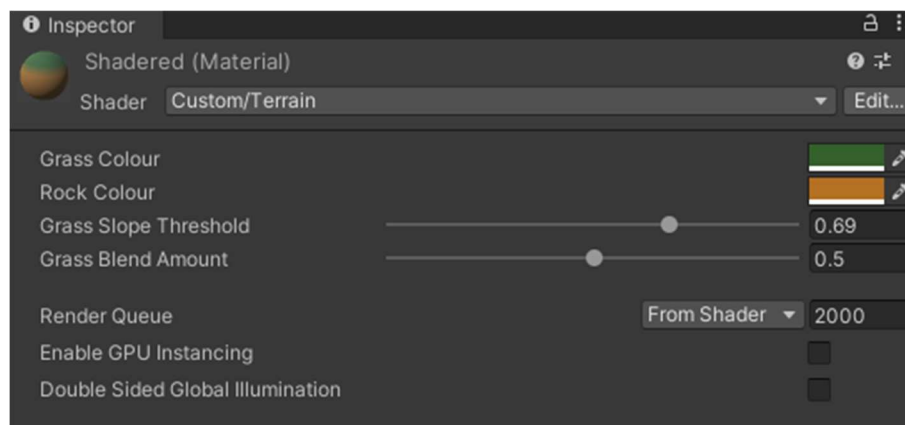 Inspector
Shadered (Material)
Shader Custom/Terrain Edit...
Grass Colour
Rock Colour
Grass Slope Threshold 0.69
Grass Blend Amount 0.5
Render Queue From Shader 2000
Enable GPU Instancing
Double Sided Global Illumination